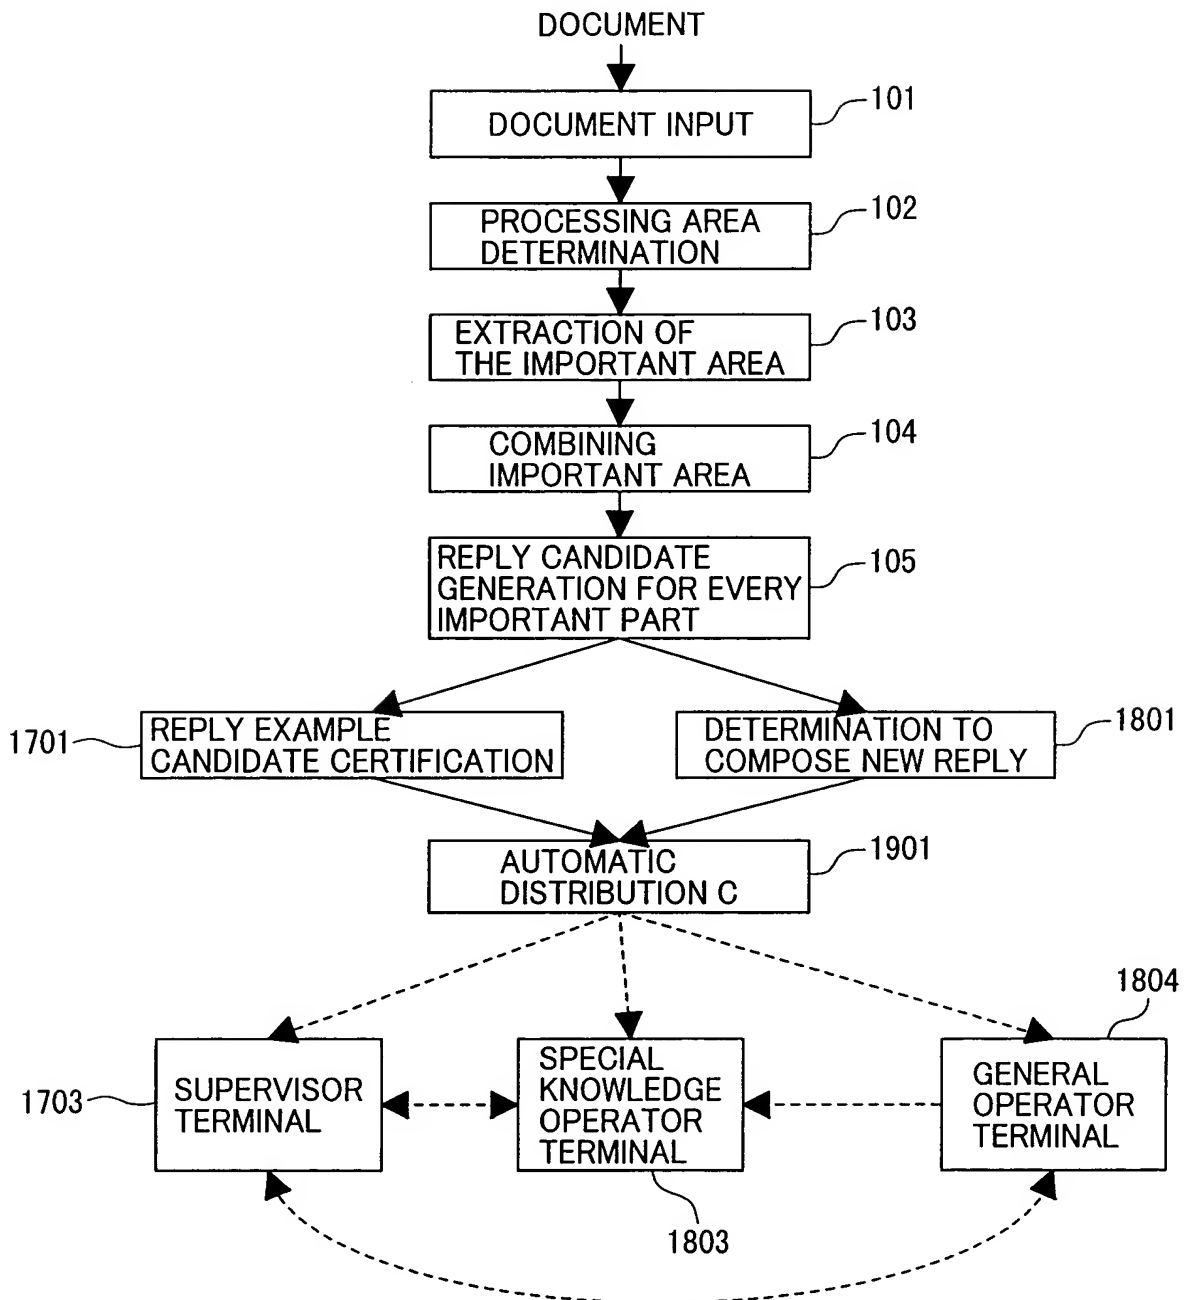 DOCUMENT
101
DOCUMENT INPUT
102
PROCESSING AREA
DETERMINATION
103
EXTRACTION OF
THE IMPORTANT AREA
104
COMBINING
IMPORTANT AREA
105
REPLY CANDIDATE
GENERATION FOR EVERY
IMPORTANT PART
1701
REPLY EXAMPLE
CANDIDATE CERTIFICATION
DETERMINATION TO
COMPOSE NEW REPLY
1801
1901
AUTOMATIC
DISTRIBUTION C
1703
SUPERVISOR
TERMINAL
SPECIAL
KNOWLEDGE
OPERATOR
TERMINAL
1803
1804
GENERAL
OPERATOR
TERMINAL